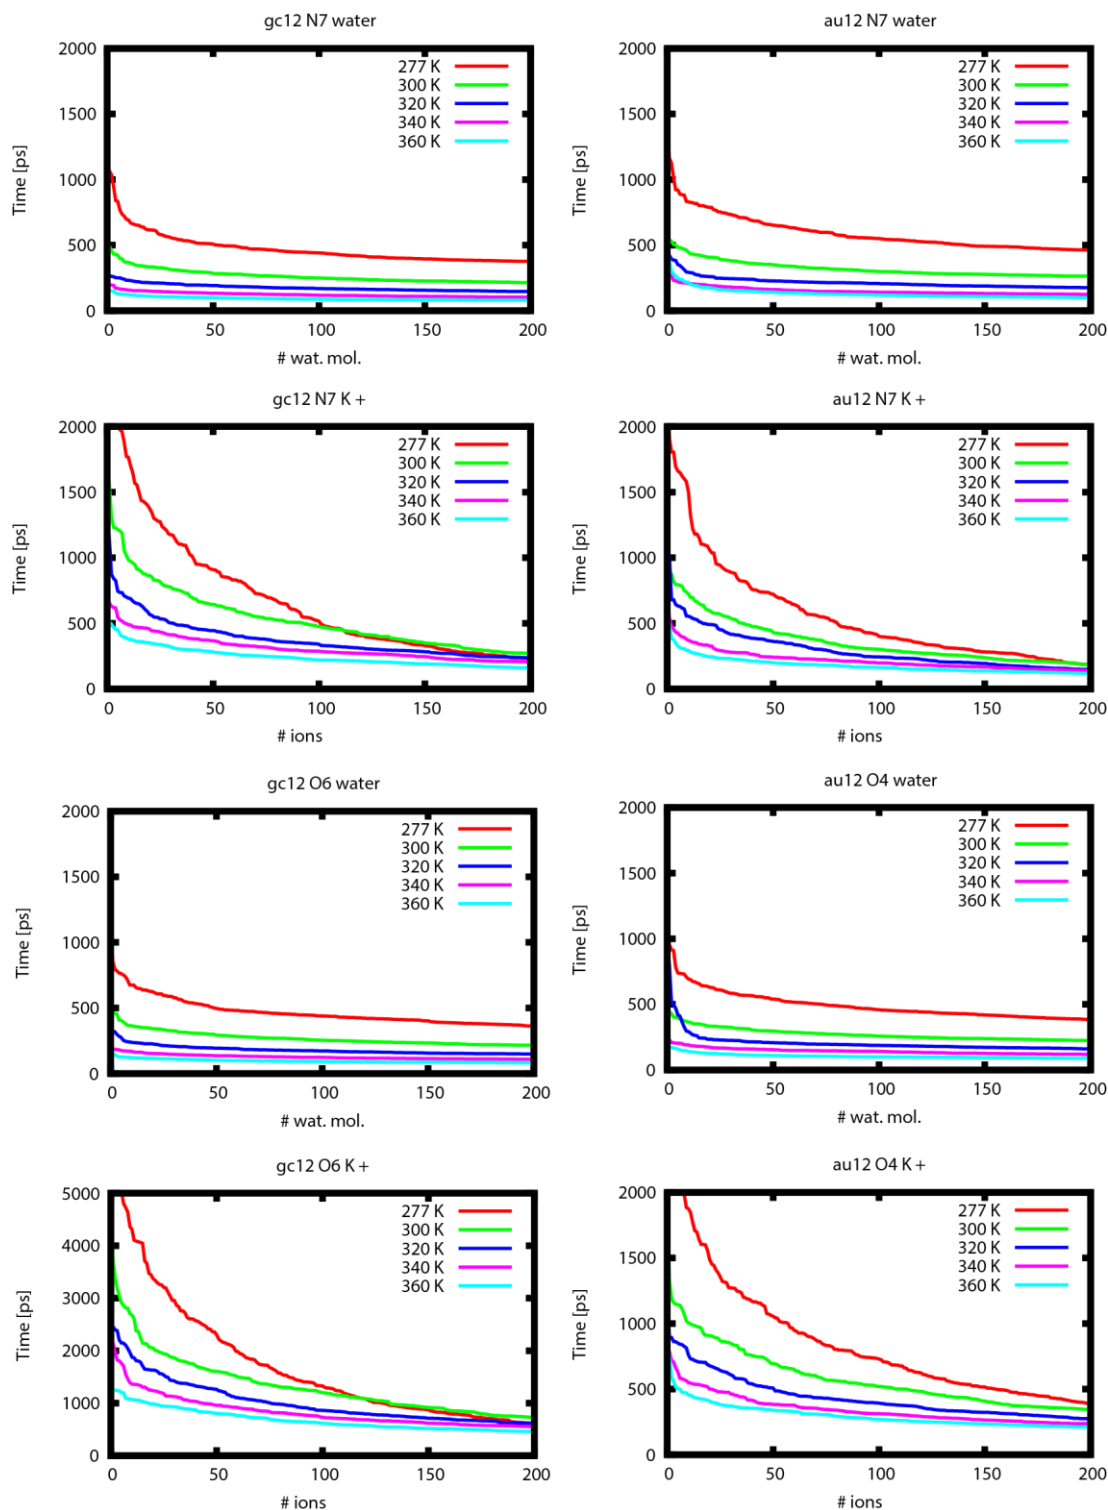 gc12 N7 water
2000
1500
1000
500
0
Time [ps]
277 K
300 K
320 K
340 K
360 K
0 50 100 150 200
# wat. mol.
au12 N7 water
2000
1500
1000
500
0
Time [ps]
277 K
300 K
320 K
340 K
360 K
0 50 100 150 200
# wat. mol.
gc12 N7 K +
2000
1500
1000
500
0
Time [ps]
277 K
300 K
320 K
340 K
360 K
0 50 100 150 200
# ions
au12 N7 K +
2000
1500
1000
500
0
Time [ps]
277 K
300 K
320 K
340 K
360 K
0 50 100 150 200
# ions
gc12 O6 water
2000
1500
1000
500
0
Time [ps]
277 K
300 K
320 K
340 K
360 K
0 50 100 150 200
# wat. mol.
au12 O4 water
2000
1500
1000
500
0
Time [ps]
277 K
300 K
320 K
340 K
360 K
0 50 100 150 200
# wat. mol.
gc12 O6 K +
5000
4000
3000
2000
1000
0
Time [ps]
277 K
300 K
320 K
340 K
360 K
0 50 100 150 200
# ions
au12 O4 K +
2000
1500
1000
500
0
Time [ps]
277 K
300 K
320 K
340 K
360 K
0 50 100 150 200
# ions